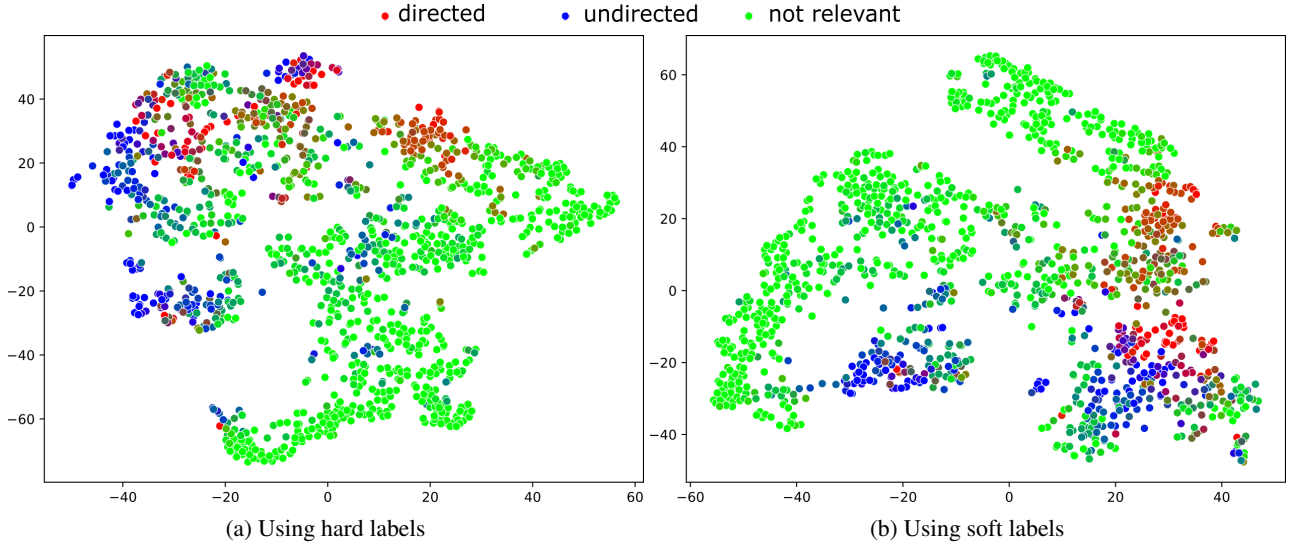 directed undirected not relevant
40
20
0
−20
−40
−60
−40 −20 0 20 40 60
60
40
20
0
−20
−40
−60 −40 −20 0 20 40
(a) Using hard labels
(b) Using soft labels